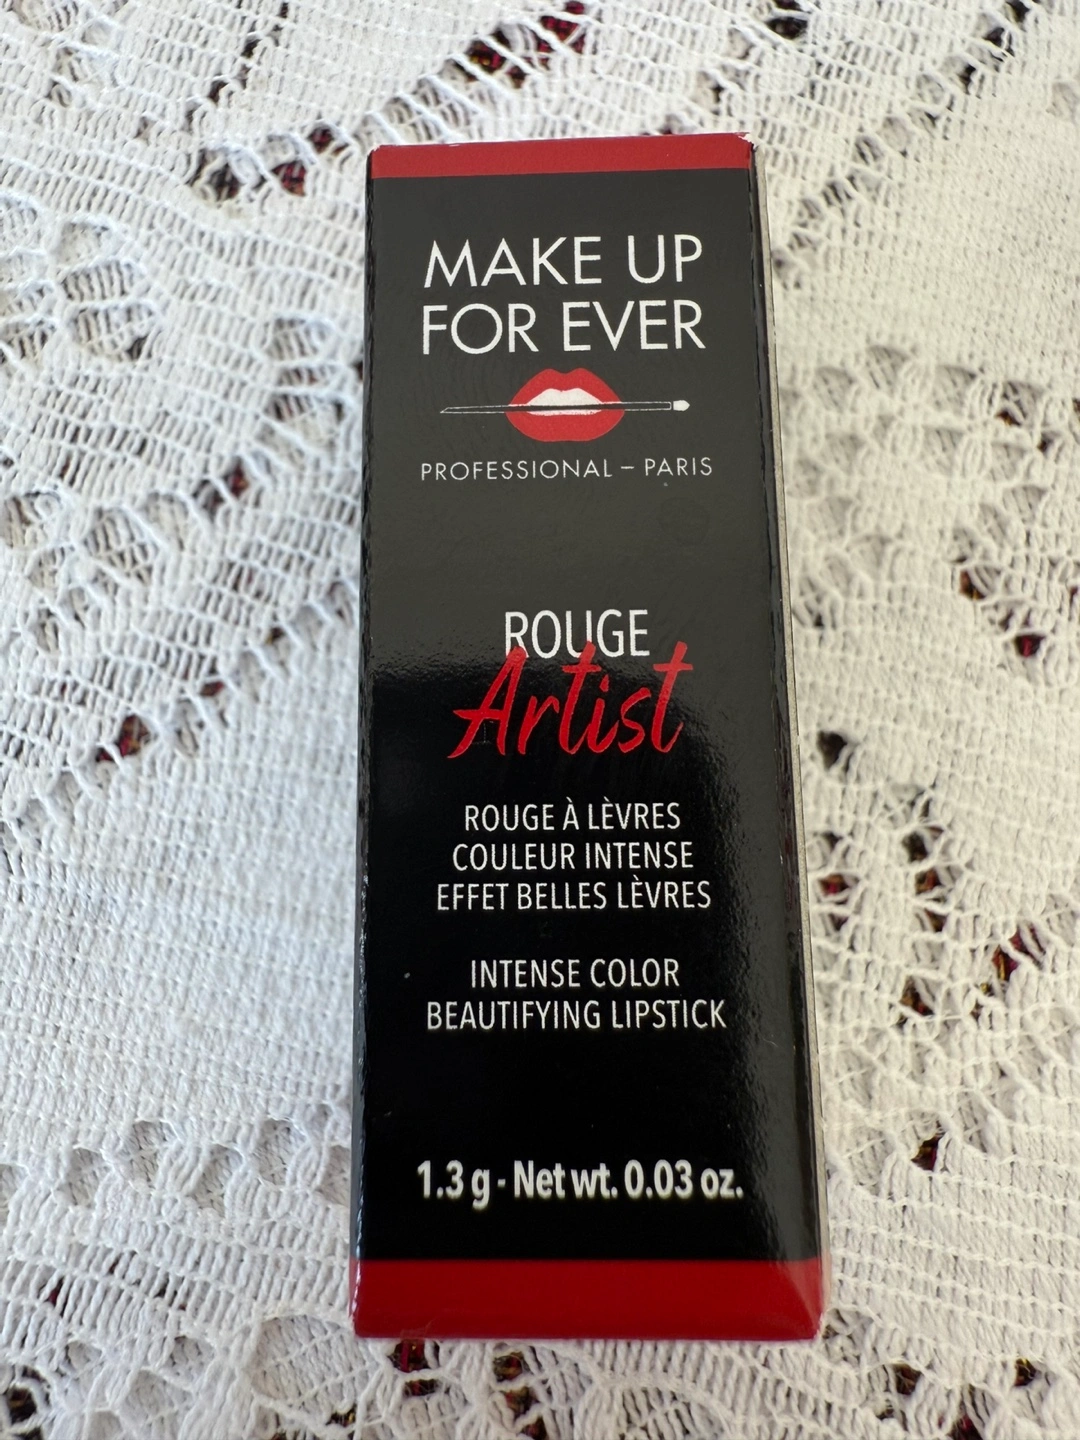 MAKE UP
FOR EVER
PROFESSIONAL – PARIS
ROUGE
Artist
ROUGE À LÈVRES
COULEUR INTENSE
EFFET BELLES LÈVRES
INTENSE COLOR
BEAUTIFYING LIPSTICK
1.3 g - Net wt. 0.03 oz.